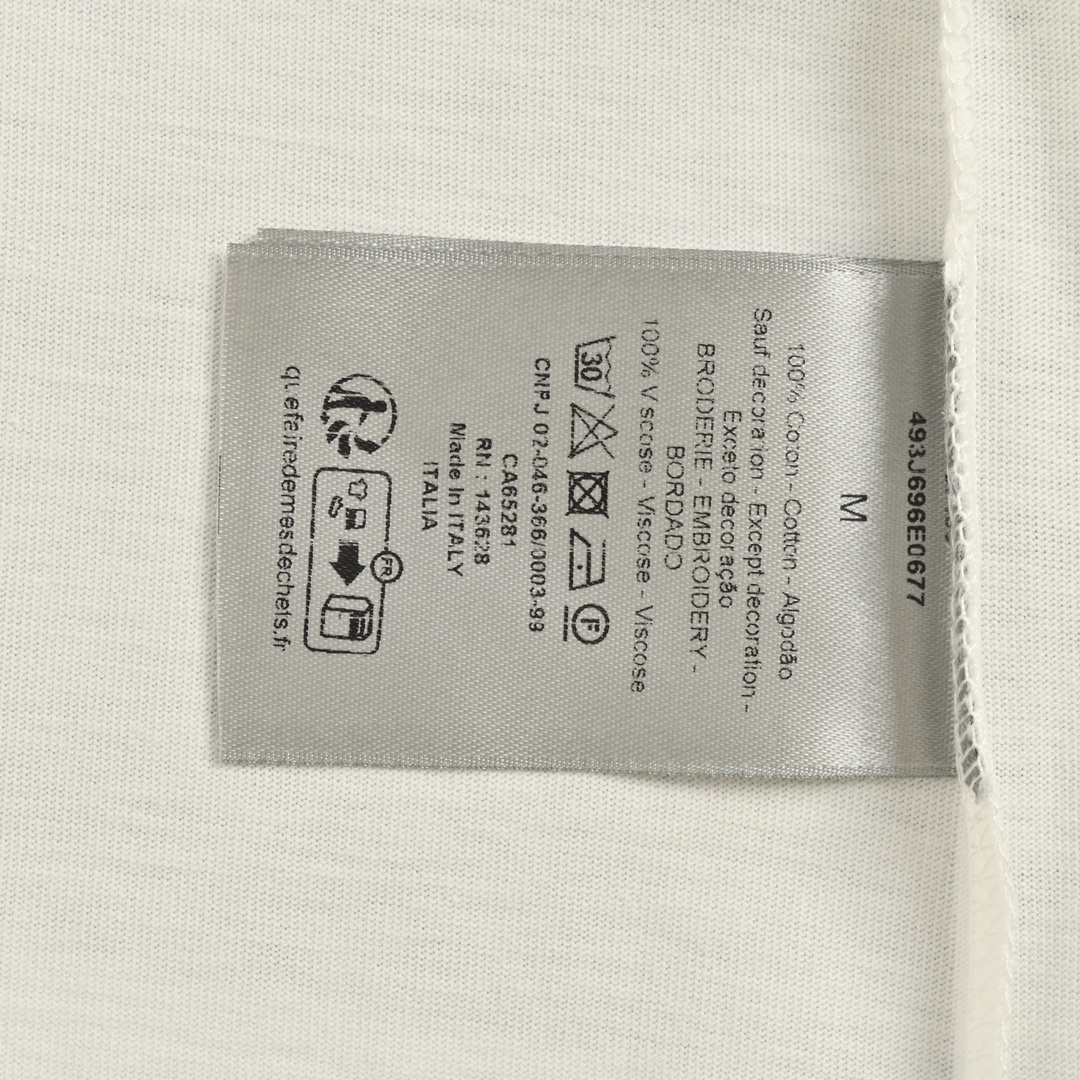 493J696E0677
M
100% Coton - Cotton - Algodão
Sauf decoration - Except decoration -
Exceto decoração
BRODERIE - EMBROIDERY -
BORDADO
100% Viscose - Viscose - Viscose
30
F
CNPJ 02-046-366/0003-99
CA65281
RN : 143628
Made In ITALY
ITALIA
FR
quefairedemesdechets.fr